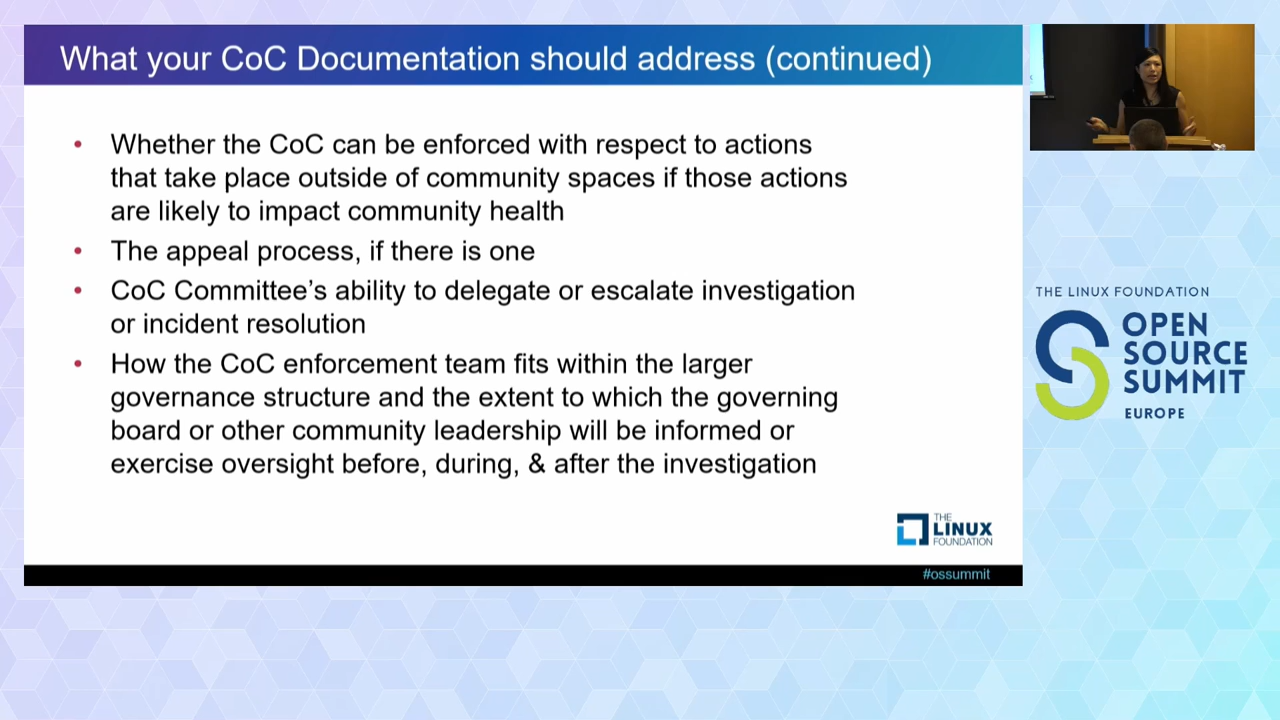 What your CoC Documentation should address (continued)
• Whether the CoC can be enforced with respect to actions
that take place outside of community spaces if those actions
are likely to impact community health
• The appeal process, if there is one
• CoC Committee’s ability to delegate or escalate investigation
or incident resolution
• How the CoC enforcement team fits within the larger
governance structure and the extent to which the governing
board or other community leadership will be informed or
exercise oversight before, during, & after the investigation
THE
LINUX
FOUNDATION
#ossummit
THE LINUX FOUNDATION
OPEN
SOURCE
SUMMIT
EUROPE